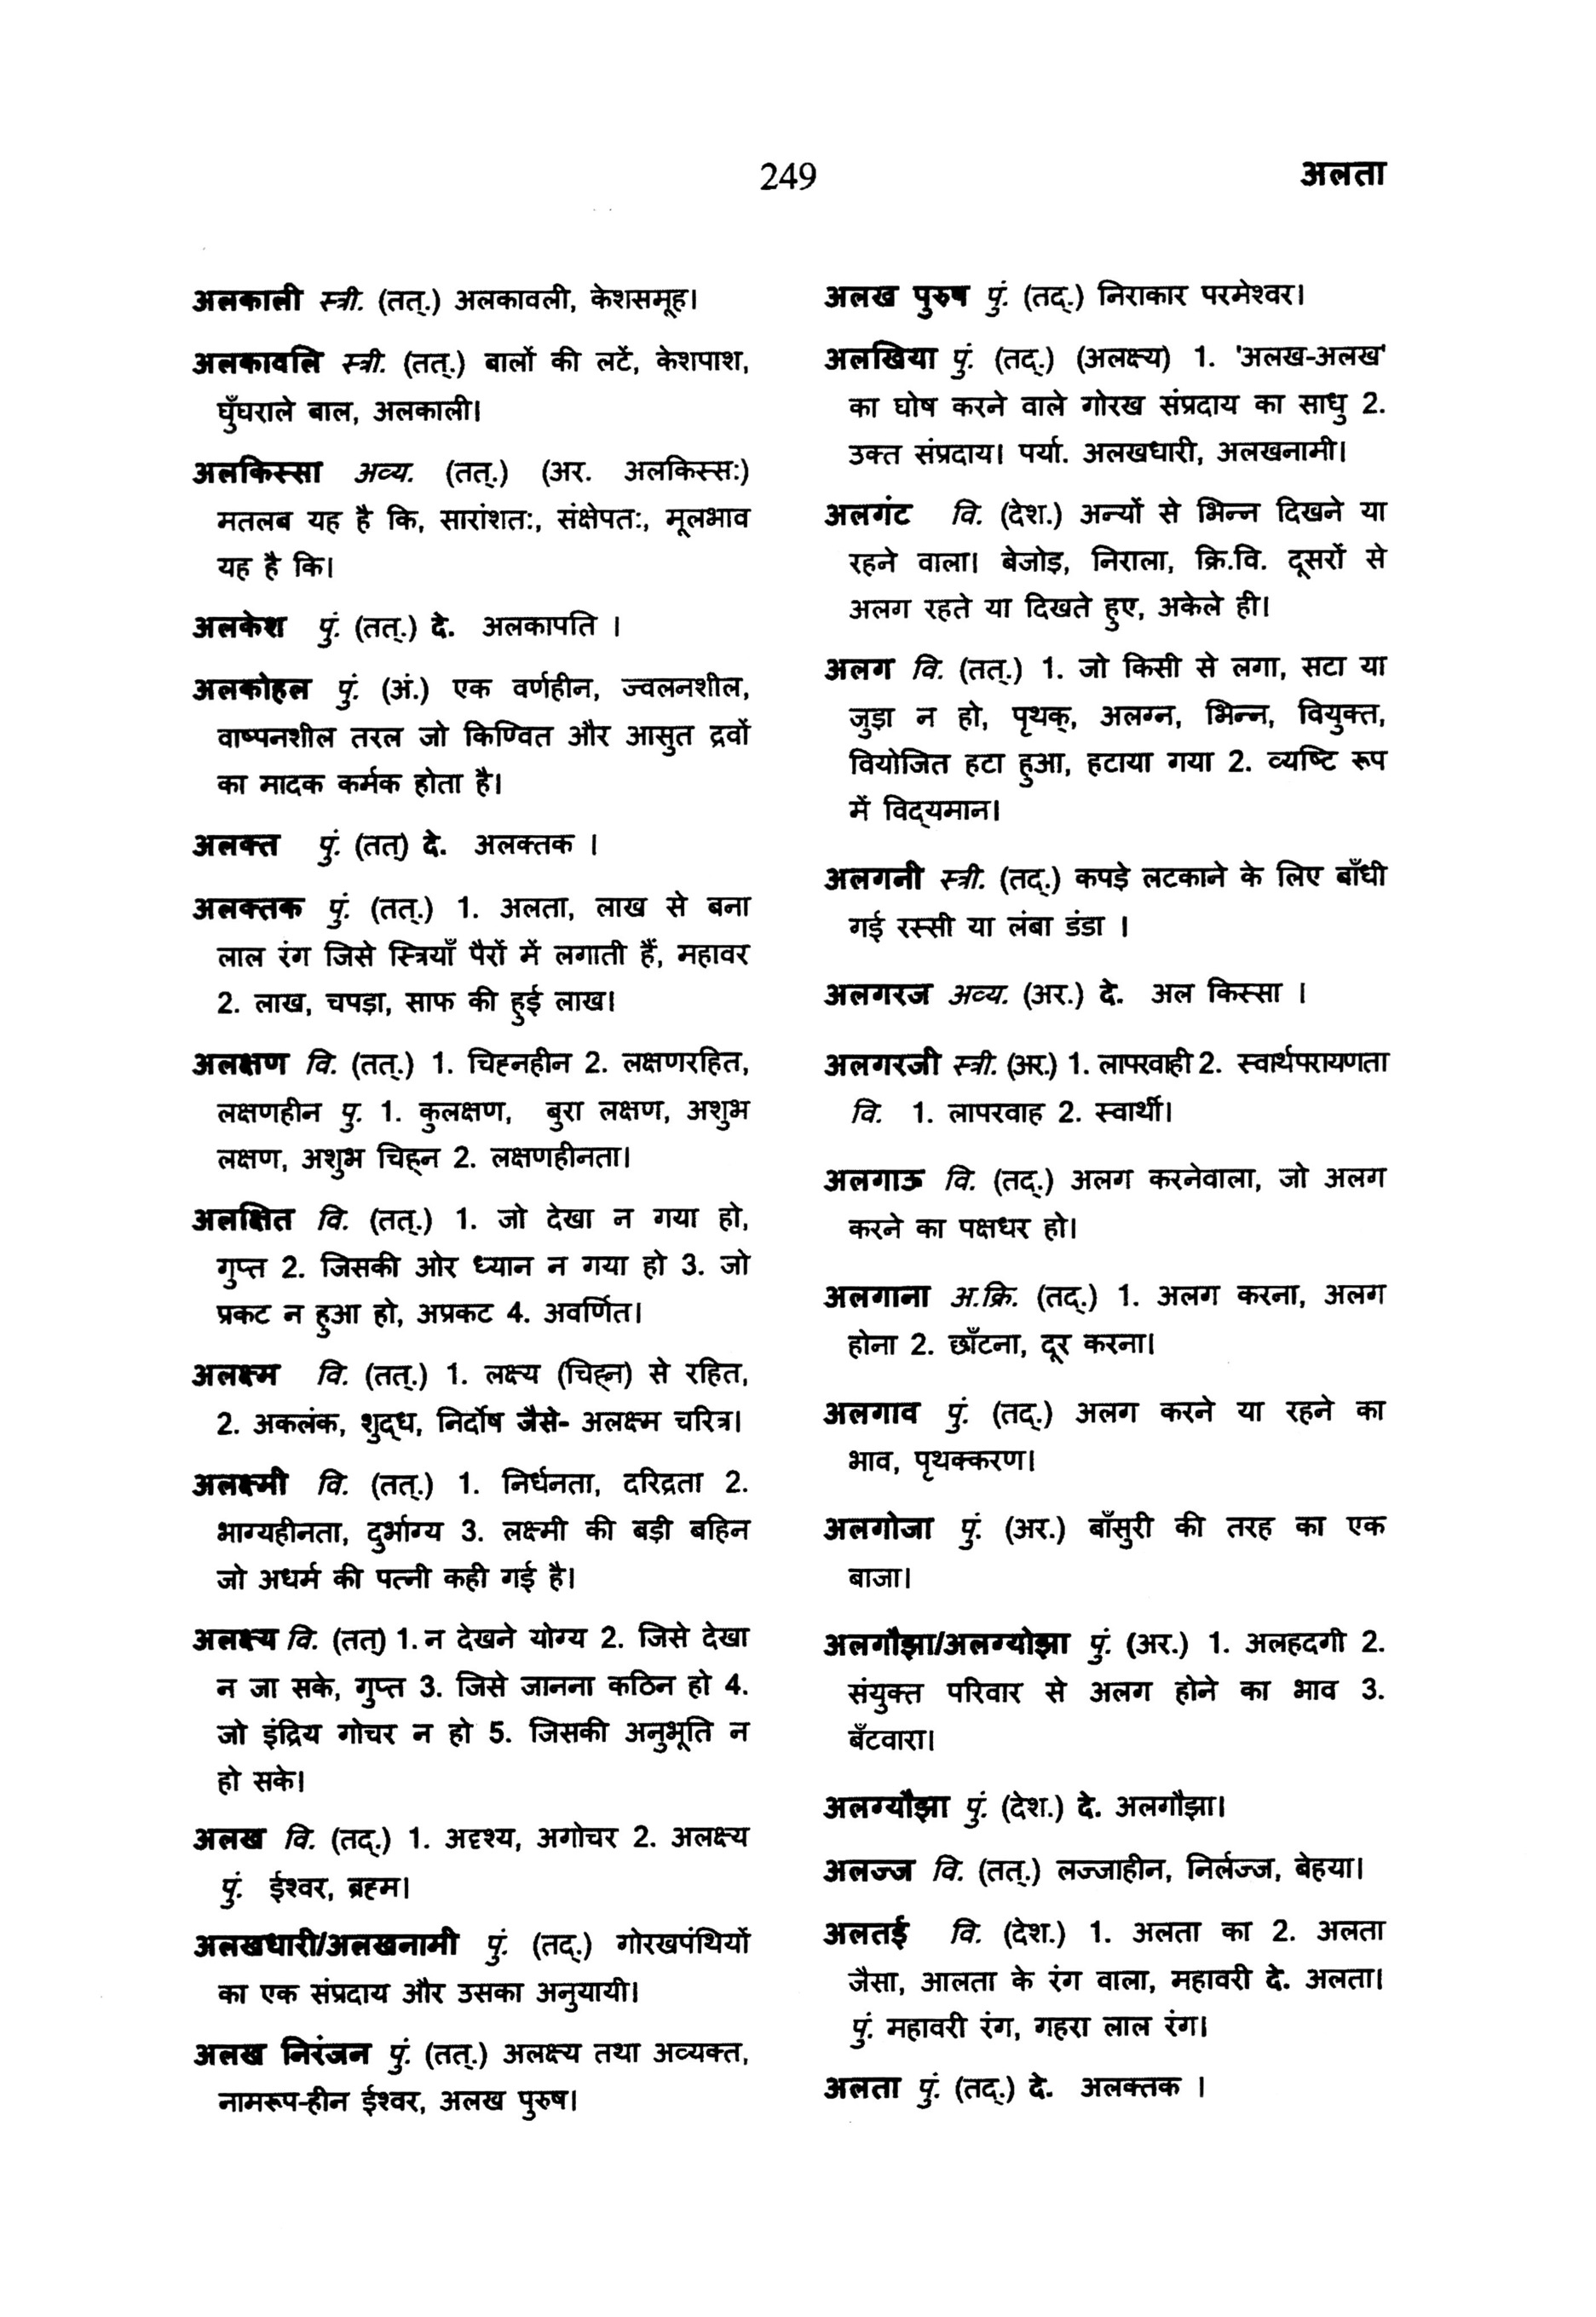 249
अलता
अलकाली स्त्री. (तत्.) अलकावली, केशसमूह।
अलकावलि स्त्री. (तत्.) बालों की लटें, केशपाश,
घुँघराले बाल, अलकाली।
अलकिस्सा अव्य. (तत्.) (अर. अलकिस्सः)
मतलब यह है कि, सारांशतः, संक्षेपतः, मूलभाव
यह है कि।
अलकेश पुं. (तत्.) दे. अलकापति ।
अलकोहल पुं. (अं.) एक वर्णहीन, ज्वलनशील,
वाष्पनशील तरल जो किण्वित और आसुत द्रवों
का मादक कर्मक होता है।
अलक्त पुं. (तत्) दे. अलक्तक ।
अलक्तक पुं. (तत्.) 1. अलता, लाख से बना
लाल रंग जिसे स्त्रियाँ पैरों में लगाती हैं, महावर
2. लाख, चपड़ा, साफ की हुई लाख।
अलक्षण वि. (तत्.) 1. चिह्नहीन 2. लक्षणरहित,
लक्षणहीन पु. 1. कुलक्षण, बुरा लक्षण, अशुभ
लक्षण, अशुभ चिह्न 2. लक्षणहीनता।
अलक्षित वि. (तत्.) 1. जो देखा न गया हो,
गुप्त 2. जिसकी ओर ध्यान न गया हो 3. जो
प्रकट न हुआ हो, अप्रकट 4. अवर्णित।
अलक्ष्म वि. (तत्.) 1. लक्ष्य (चिह्न) से रहित,
2. अकलंक, शुद्ध, निर्दोष जैसे- अलक्ष्म चरित्र।
अलक्ष्मी वि. (तत्.) 1. निर्धनता, दरिद्रता 2.
भाग्यहीनता, दुर्भाग्य 3. लक्ष्मी की बड़ी बहिन
जो अधर्म की पत्नी कही गई है।
अलक्ष्य वि. (तत्) 1. न देखने योग्य 2. जिसे देखा
न जा सके, गुप्त 3. जिसे जानना कठिन हो 4.
जो इंद्रिय गोचर न हो 5. जिसकी अनुभूति न
हो सके।
अलख वि. (तद्.) 1. अदृश्य, अगोचर 2. अलक्ष्य
पुं. ईश्वर, ब्रह्म।
अलखधारी/अलखनामी पुं. (तद्.) गोरखपंथियों
का एक संप्रदाय और उसका अनुयायी।
अलख निरंजन पुं. (तत्.) अलक्ष्य तथा अव्यक्त,
नामरूप-हीन ईश्वर, अलख पुरुष।
अलख पुरुष पुं. (तद्.) निराकार परमेश्वर।
अलखिया पुं. (तद्.) (अलक्ष्य) 1. 'अलख-अलख'
का घोष करने वाले गोरख संप्रदाय का साधु 2.
उक्त संप्रदाय। पर्या. अलखधारी, अलखनामी।
अलगंट वि. (देश.) अन्यों से भिन्न दिखने या
रहने वाला। बेजोड़, निराला, क्रि.वि. दूसरों से
अलग रहते या दिखते हुए, अकेले ही।
अलग वि. (तत्.) 1. जो किसी से लगा, सटा या
जुड़ा न हो, पृथक्, अलग्न, भिन्न, वियुक्त,
वियोजित हटा हुआ, हटाया गया 2. व्यष्टि रूप
में विद्यमान।
अलगनी स्त्री. (तद्.) कपड़े लटकाने के लिए बाँधी
गई रस्सी या लंबा डंडा ।
अलगरज अव्य. (अर.) दे. अल किस्सा ।
अलगरजी स्त्री. (अर.) 1. लापरवाही 2. स्वार्थपरायणता
वि. 1. लापरवाह 2. स्वार्थी।
अलगाऊ वि. (तद्.) अलग करनेवाला, जो अलग
करने का पक्षधर हो।
अलगाना अ.क्रि. (तद्.) 1. अलग करना, अलग
होना 2. छाँटना, दूर करना।
अलगाव पुं. (तद्.) अलग करने या रहने का
भाव, पृथक्करण।
अलगोजा पुं. (अर.) बाँसुरी की तरह का एक
बाजा।
अलगौझा/अलग्योझा पुं. (अर.) 1. अलहदगी 2.
संयुक्त परिवार से अलग होने का भाव 3.
बँटवारा।
अलग्यौझा पुं. (देश.) दे. अलगौझा।
अलज्ज वि. (तत्.) लज्जाहीन, निर्लज्ज, बेहया।
अलतई वि. (देश.) 1. अलता का 2. अलता
जैसा, आलता के रंग वाला, महावरी दे. अलता।
पुं. महावरी रंग, गहरा लाल रंग।
अलता पुं. (तद्.) दे. अलक्तक ।